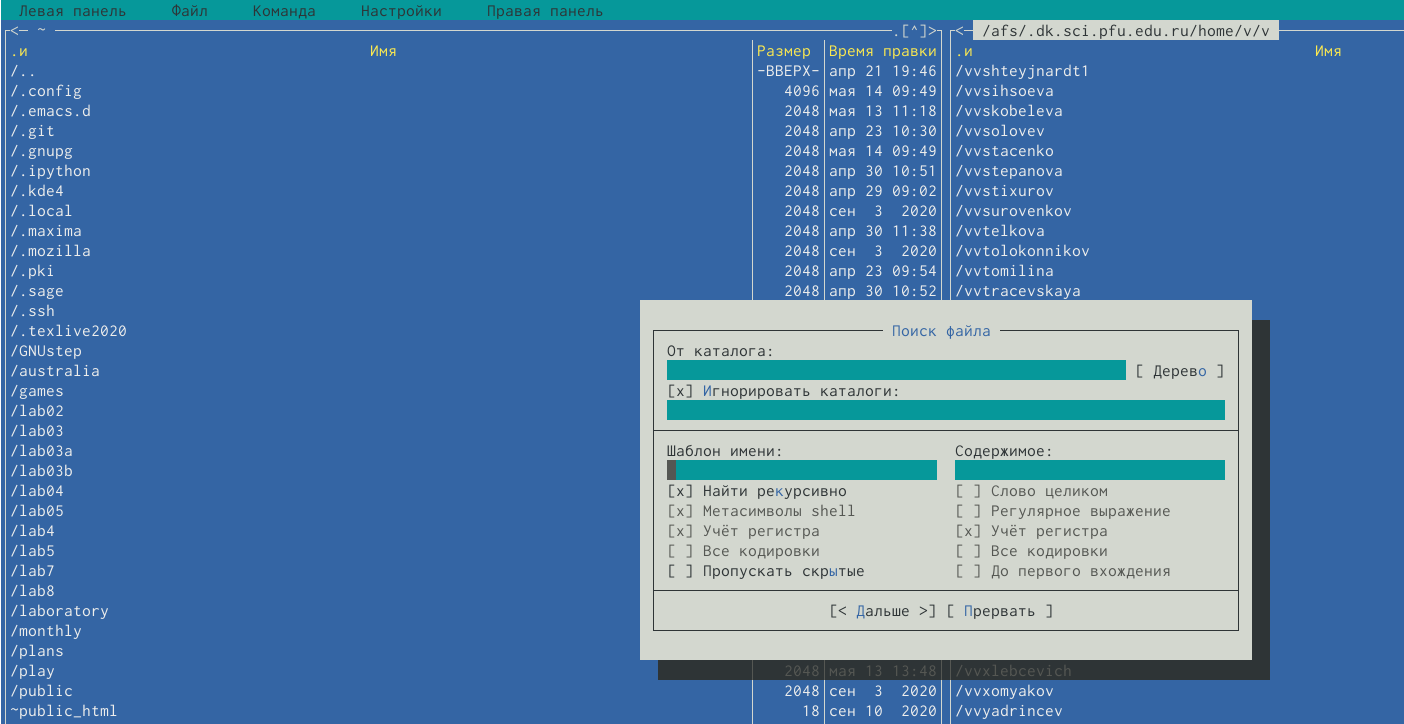 Левая панель Файл Команда Настройки Правая панель
<─ ~ .[^]> <─ /afs/.dk.sci.pfu.edu.ru/home/v/v
.и Имя Размер Время правки .и Имя
/.. -ВВЕРХ- апр 21 19:46 /vvshteyjnardt1
/.config 4096 мая 14 09:49 /vvsihsoeva
/.emacs.d 2048 мая 13 11:18 /vvskobeleva
/.git 2048 апр 23 10:30 /vvsolovev
/.gnupg 2048 мая 14 09:49 /vvstacenko
/.ipython 2048 апр 30 10:51 /vvstepanova
/.kde4 2048 апр 29 09:02 /vvstixurov
/.local 2048 сен 3 2020 /vvsurovenkov
/.maxima 2048 апр 30 11:38 /vvtelkova
/.mozilla 2048 сен 3 2020 /vvtolokonnikov
/.pki 2048 апр 23 09:54 /vvtomilina
/.sage 2048 апр 30 10:52 /vvtracevskaya
/.ssh
/.texlive2020 Поиск файла
/GNUstep От каталога:
/australia [ Дерево ]
/games [x] Игнорировать каталоги:
/lab02
/lab03
/lab03a Шаблон имени: Содержимое:
/lab03b
/lab04 [x] Найти рекурсивно [ ] Слово целиком
/lab05 [x] Метасимволы shell [ ] Регулярное выражение
/lab4 [x] Учёт регистра [x] Учёт регистра
/lab5 [ ] Все кодировки [ ] Все кодировки
/lab7 [ ] Пропускать скрытые [ ] До первого вхождения
/lab8
/laboratory [< Дальше >] [ Прервать ]
/monthly
/plans
/play 2048 мая 13 13:48 /vvxlebcevich
/public 2048 сен 3 2020 /vvxomyakov
~public_html 18 сен 10 2020 /vvyadrincev